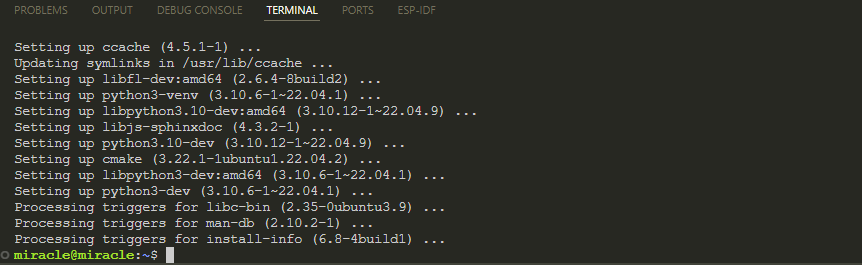 PROBLEMS OUTPUT DEBUG CONSOLE TERMINAL PORTS ESP-IDF
Setting up ccache (4.5.1-1) ...
Updating symlinks in /usr/lib/ccache ...
Setting up libfl-dev:amd64 (2.6.4-8build2) ...
Setting up python3-venv (3.10.6-1~22.04.1) ...
Setting up libpython3.10-dev:amd64 (3.10.12-1~22.04.9) ...
Setting up libjs-sphinxdoc (4.3.2-1) ...
Setting up python3.10-dev (3.10.12-1~22.04.9) ...
Setting up cmake (3.22.1-1ubuntu1.22.04.2) ...
Setting up libpython3-dev:amd64 (3.10.6-1~22.04.1) ...
Setting up python3-dev (3.10.6-1~22.04.1) ...
Processing triggers for libc-bin (2.35-0ubuntu3.9) ...
Processing triggers for man-db (2.10.2-1) ...
Processing triggers for install-info (6.8-4build1) ...
miracle@miracle:~$